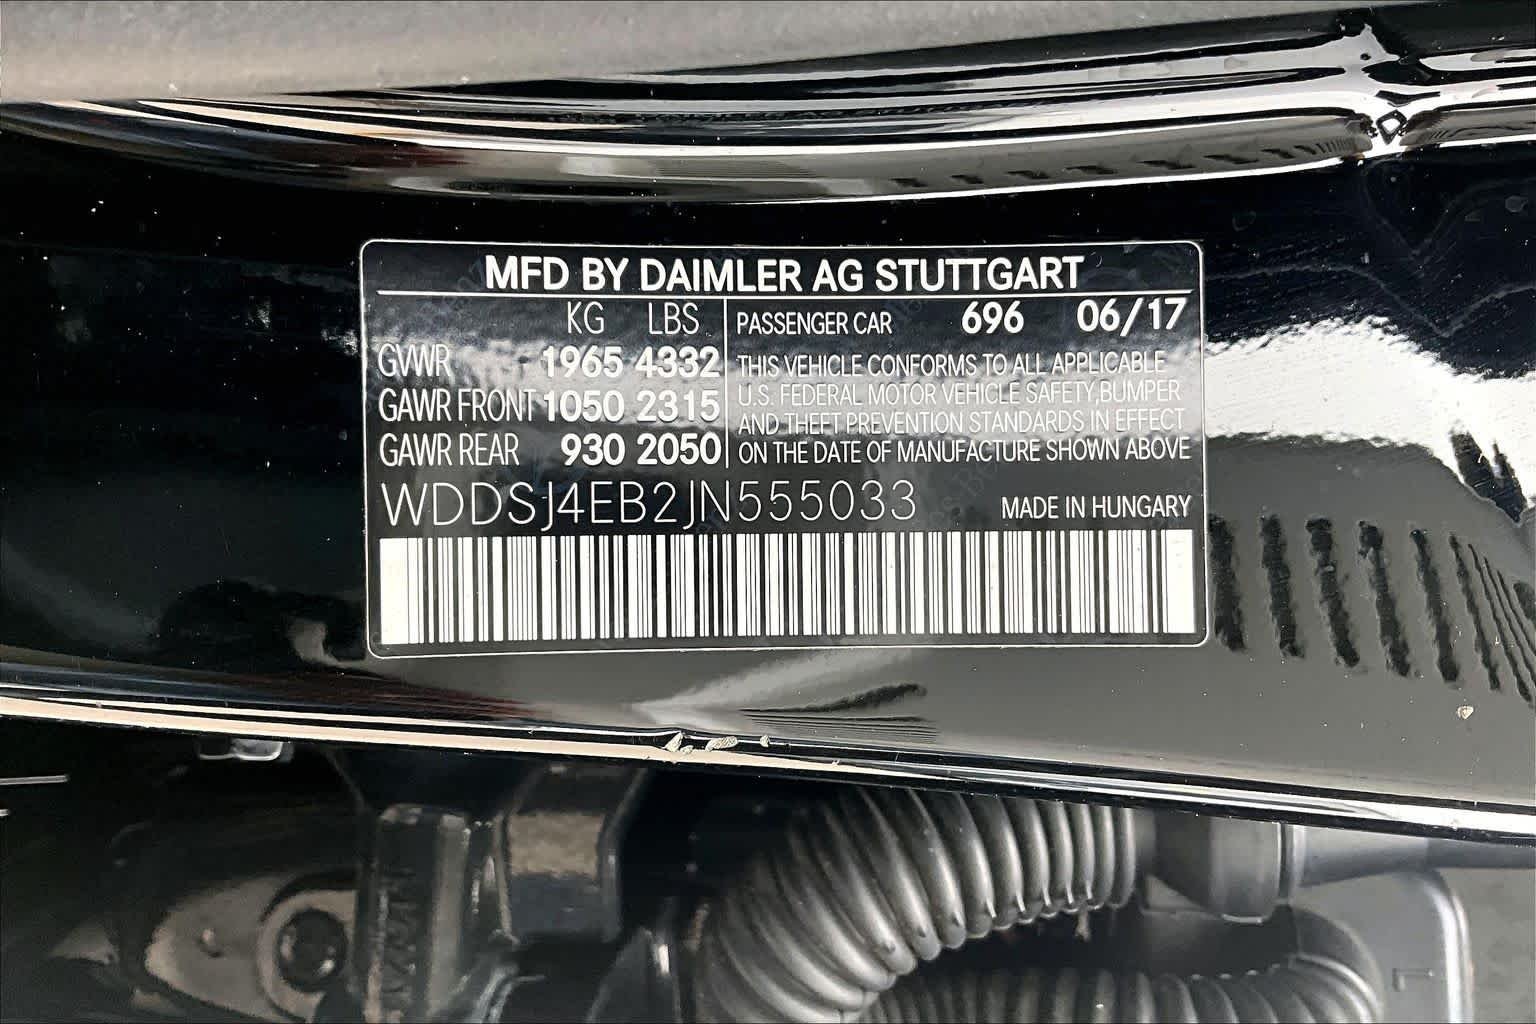 MFD BY DAIMLER AG STUTTGART
KG LBS
GVWR 1965 4332
GAWR FRONT 1050 2315
GAWR REAR 930 2050
PASSENGER CAR 696 06/17
THIS VEHICLE CONFORMS TO ALL APPLICABLE
U.S. FEDERAL MOTOR VEHICLE SAFETY,BUMPER
AND THEFT PREVENTION STANDARDS IN EFFECT
ON THE DATE OF MANUFACTURE SHOWN ABOVE
WDDSJ4EB2JN555033
MADE IN HUNGARY